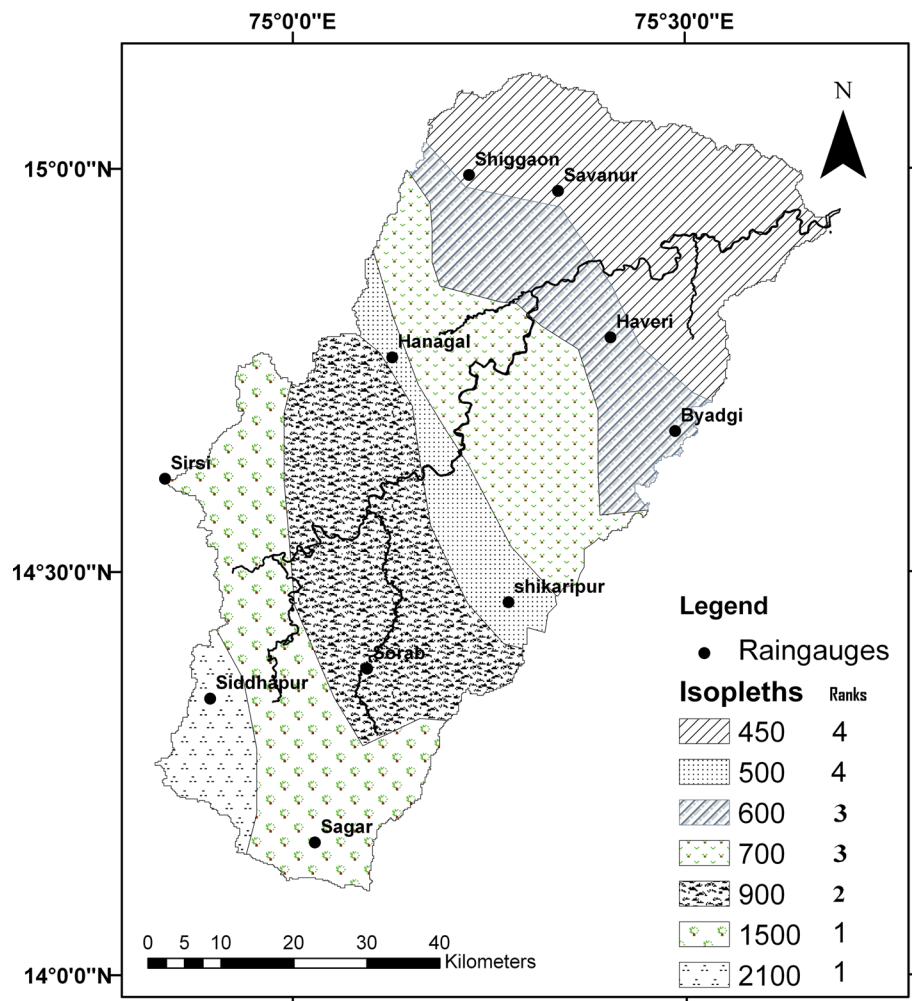 75°0'0"E 75°30'0"E
N
15°0'0"N
Shiggaon
Savanur
Haveri
Hanagal
Byadgi
Sirsi
14°30'0"N
shikaripur
Sorab
Siddhapur
Sagar
Legend
Raingauges
Isopleths Ranks
450 4
500 4
600 3
700 3
900 2
1500 1
2100 1
0 5 10 20 30 40
Kilometers
14°0'0"N